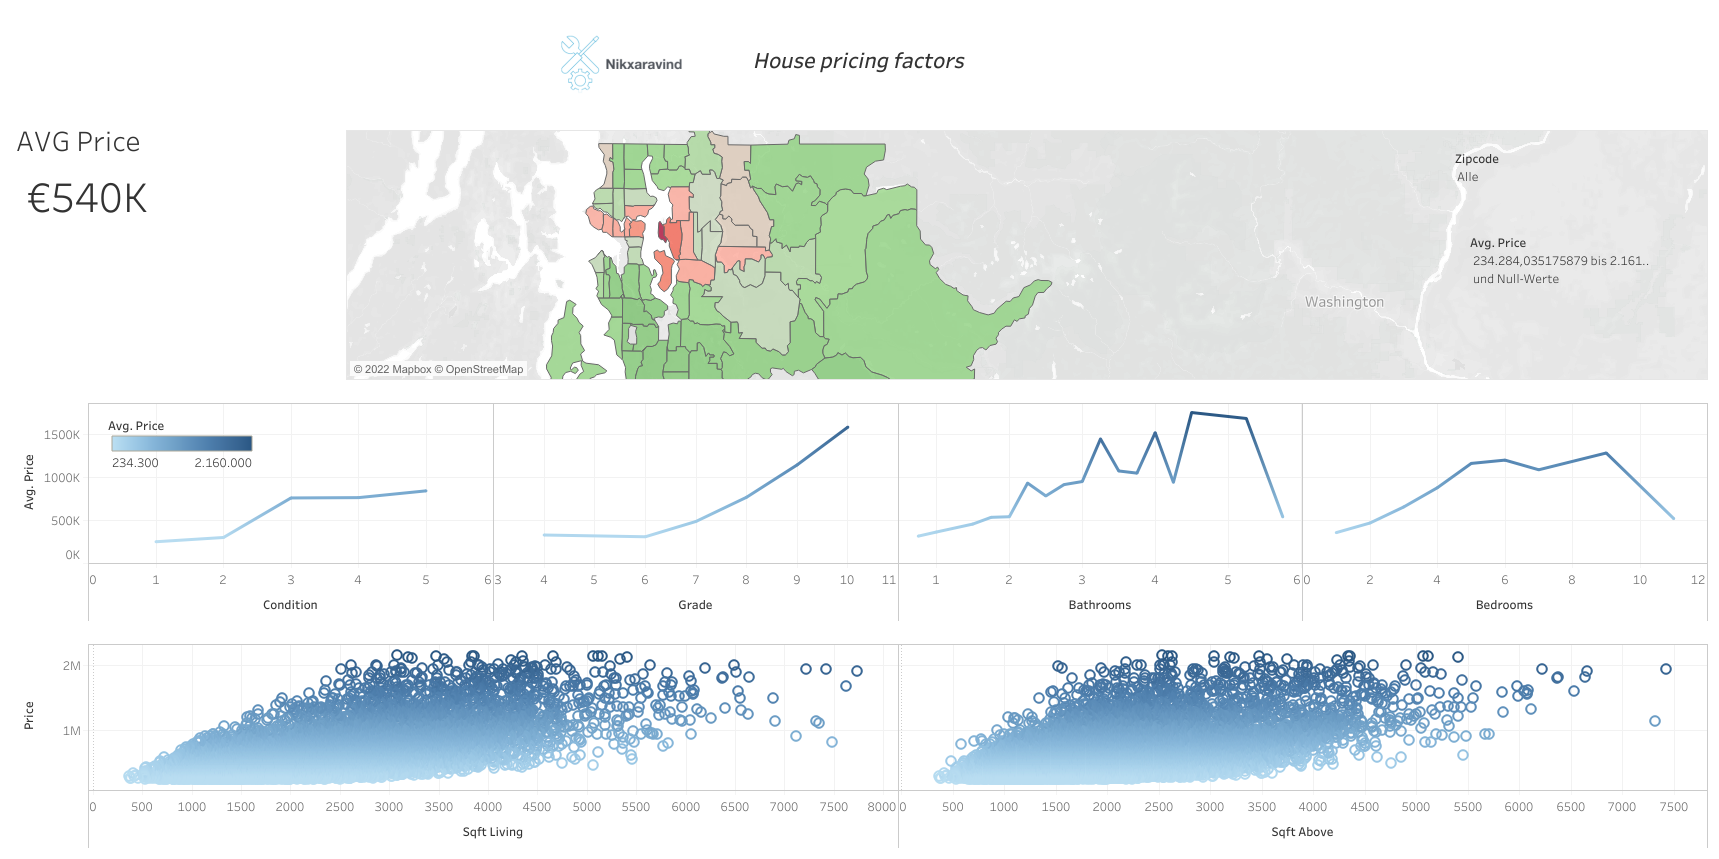 Nikxaravind
House pricing factors
AVG Price
€540K
Zipcode
Alle
Avg. Price
234.284,035175879 bis 2.161..
und Null-Werte
Washington
© 2022 Mapbox © OpenStreetMap
Avg. Price
234.300 2.160.000
Avg. Price
1500K
1000K
500K
0K
0 1 2 3 4 5 6
Condition
3 4 5 6 7 8 9 10 11
Grade
1 2 3 4 5 6
Bathrooms
0 2 4 6 8 10 12
Bedrooms
Price
2M
1M
0 500 1000 1500 2000 2500 3000 3500 4000 4500 5000 5500 6000 6500 7000 7500 8000
Sqft Living
0 500 1000 1500 2000 2500 3000 3500 4000 4500 5000 5500 6000 6500 7000 7500
Sqft Above